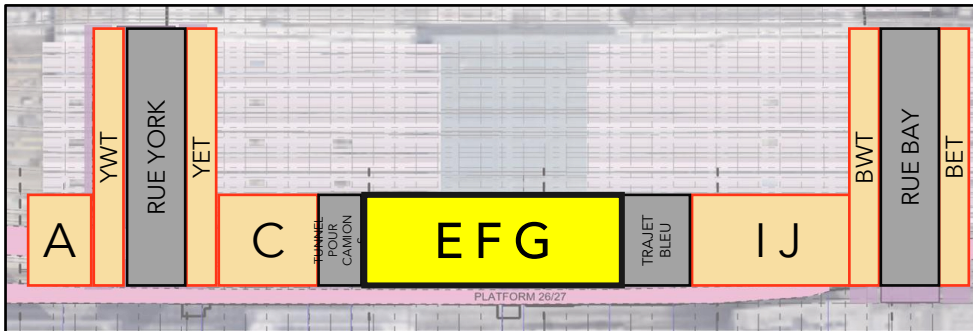 A
YWT
RUE YORK
YET
C
TUNNEL
POUR
CAMION
S
E F G
TRAJET
BLEU
I J
BWT
RUE BAY
BET
PLATFORM 26/27